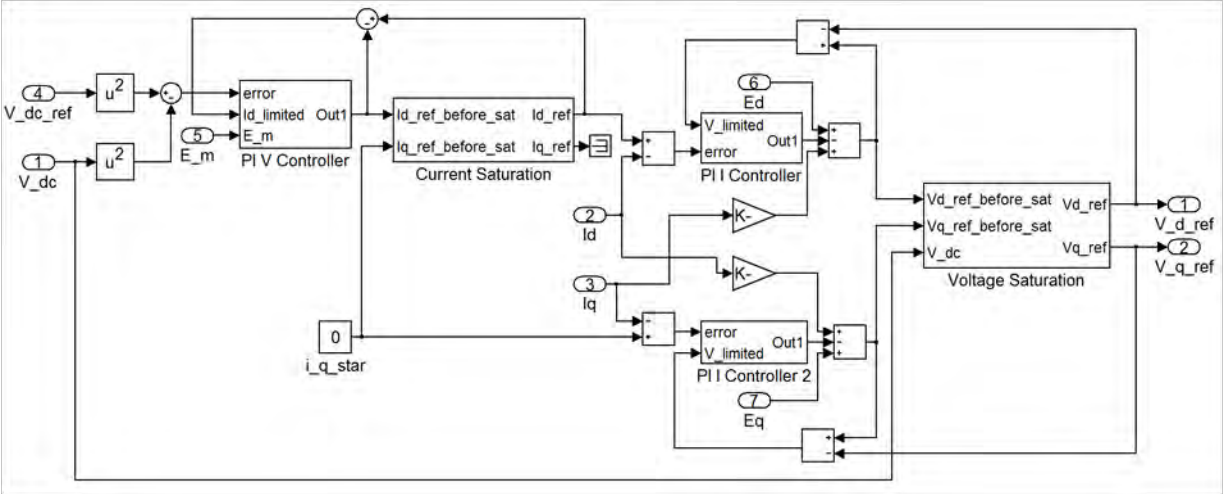 4
V_dc_ref
u²
1
V_dc
u²
5
E_m
error
Id_limited
E_m
Out1
PI V Controller
Id_ref_before_sat
Iq_ref_before_sat
Id_ref
Iq_ref
Current Saturation
6
Ed
V_limited
error
Out1
PI I Controller
2
Id
K-
K-
3
Iq
0
i_q_star
error
V_limited
Out1
PI I Controller 2
7
Eq
Vd_ref_before_sat
Vq_ref_before_sat
V_dc
Vd_ref
Vq_ref
Voltage Saturation
1
V_d_ref
2
V_q_ref